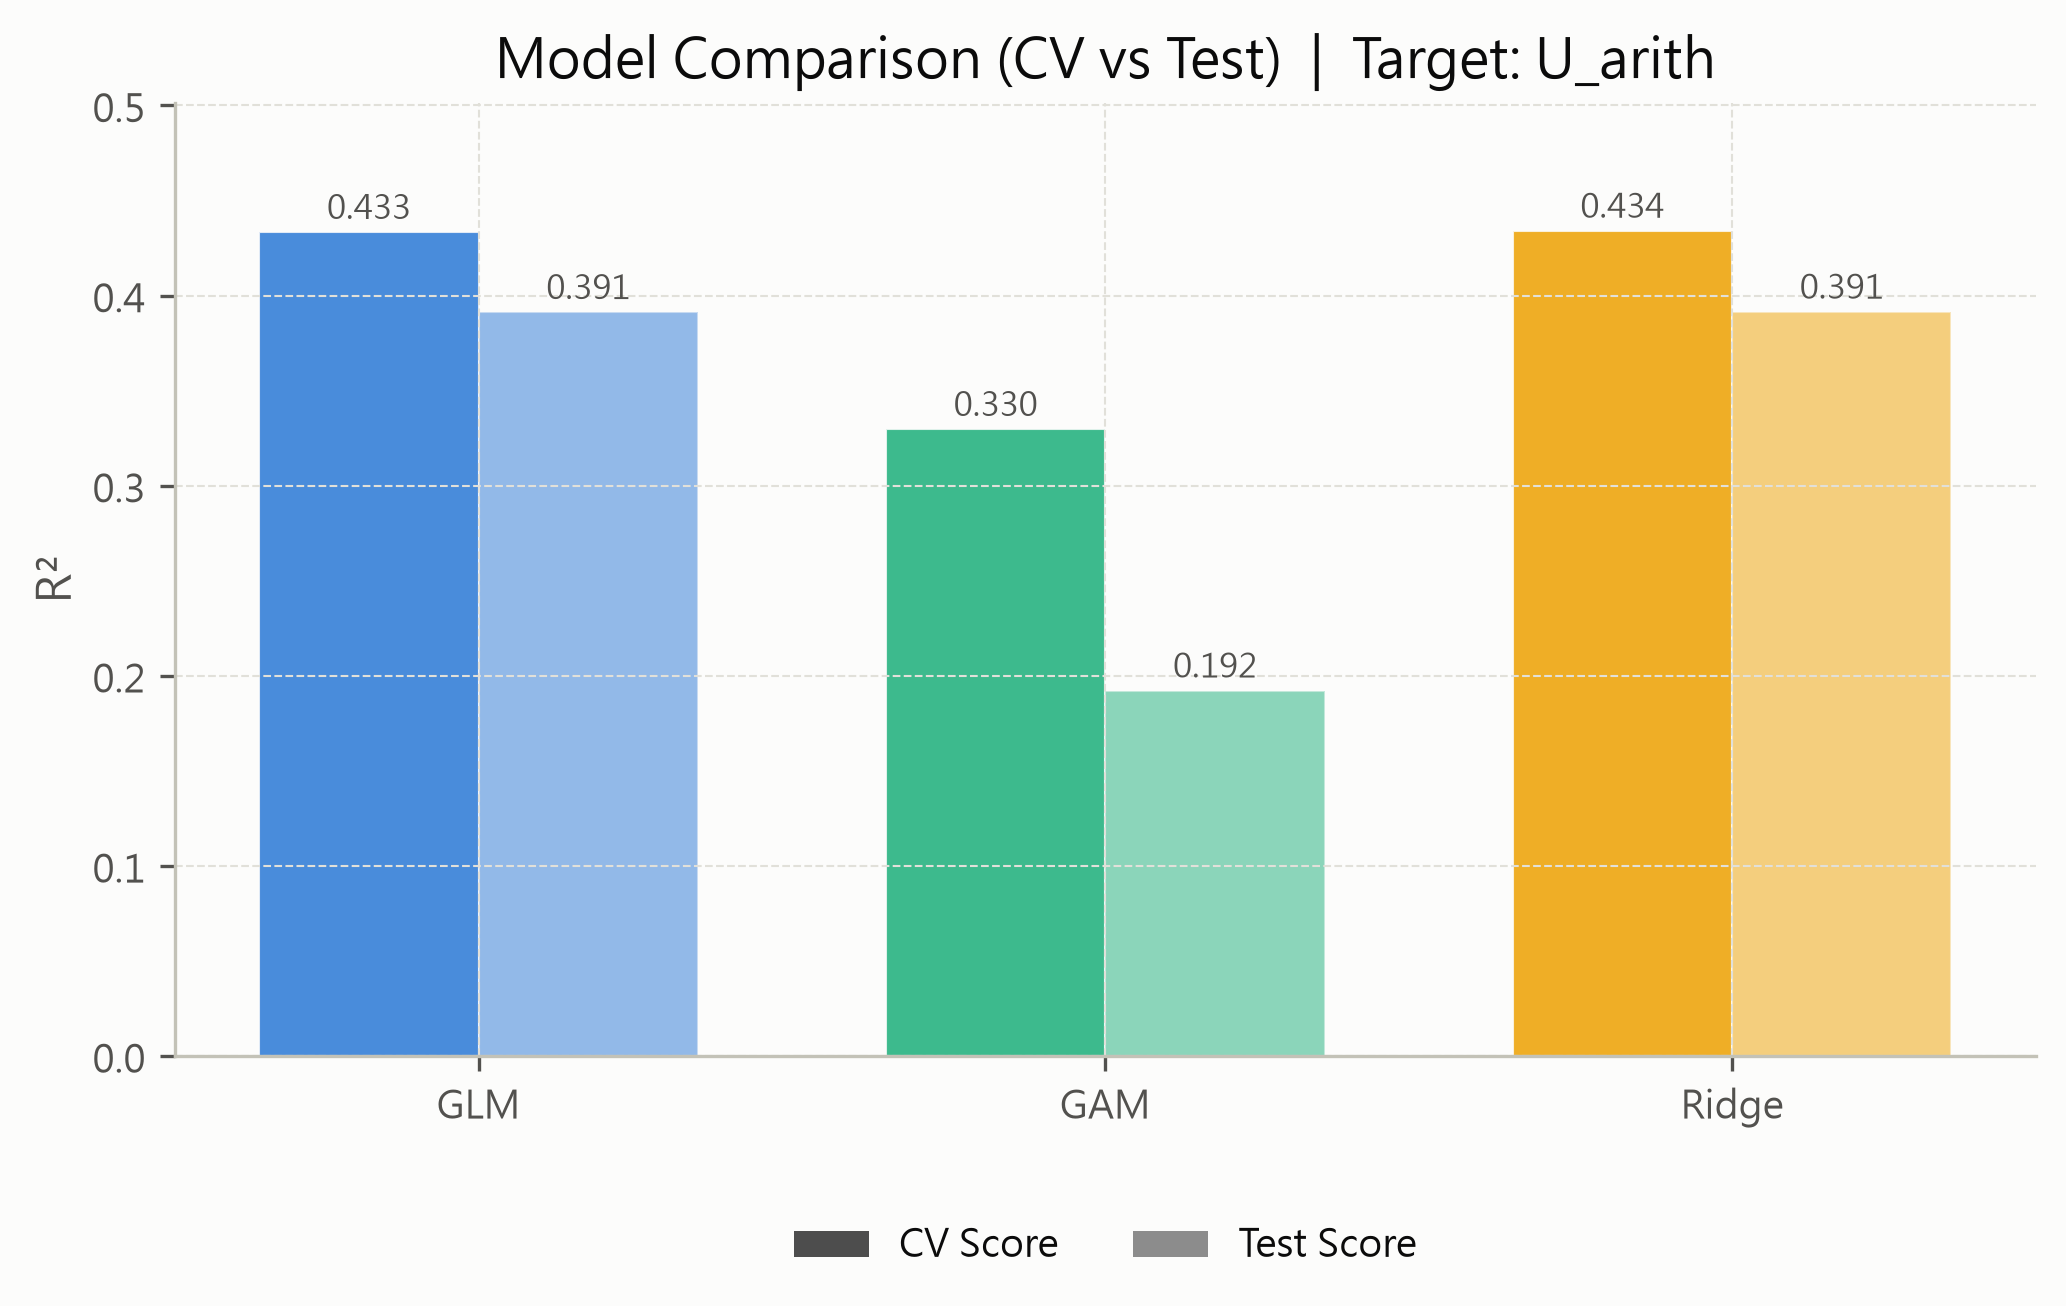 Model Comparison (CV vs Test) | Target: U_arith
R²
0.5
0.4
0.3
0.2
0.1
0.0
0.433
0.391
0.330
0.192
0.434
0.391
GLM
GAM
Ridge
CV Score
Test Score